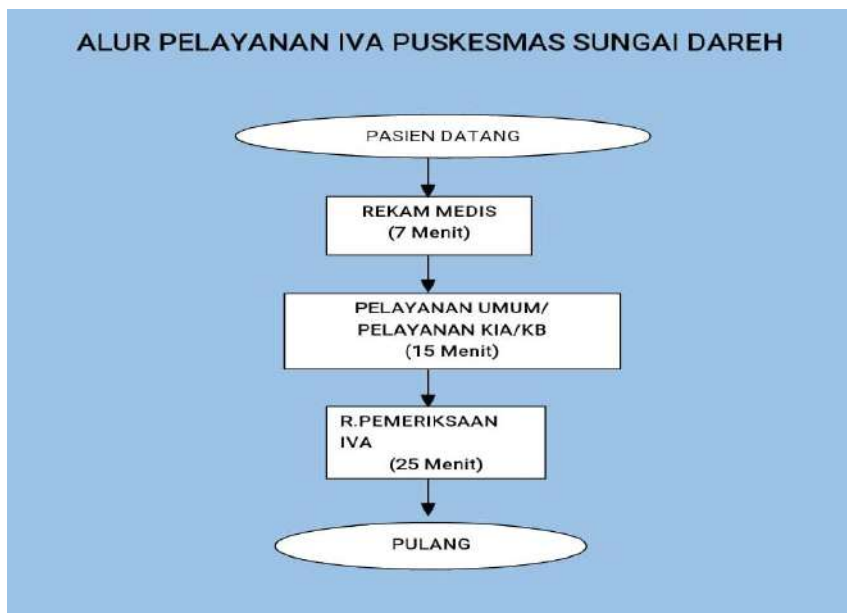 ALUR PELAYANAN IVA PUSKESMAS SUNGAI DAREH
PASIEN DATANG
REKAM MEDIS
(7 Menit)
PELAYANAN UMUM/
PELAYANAN KIA/KB
(15 Menit)
R.PEMERIKSAAN
IVA
(25 Menit)
PULANG